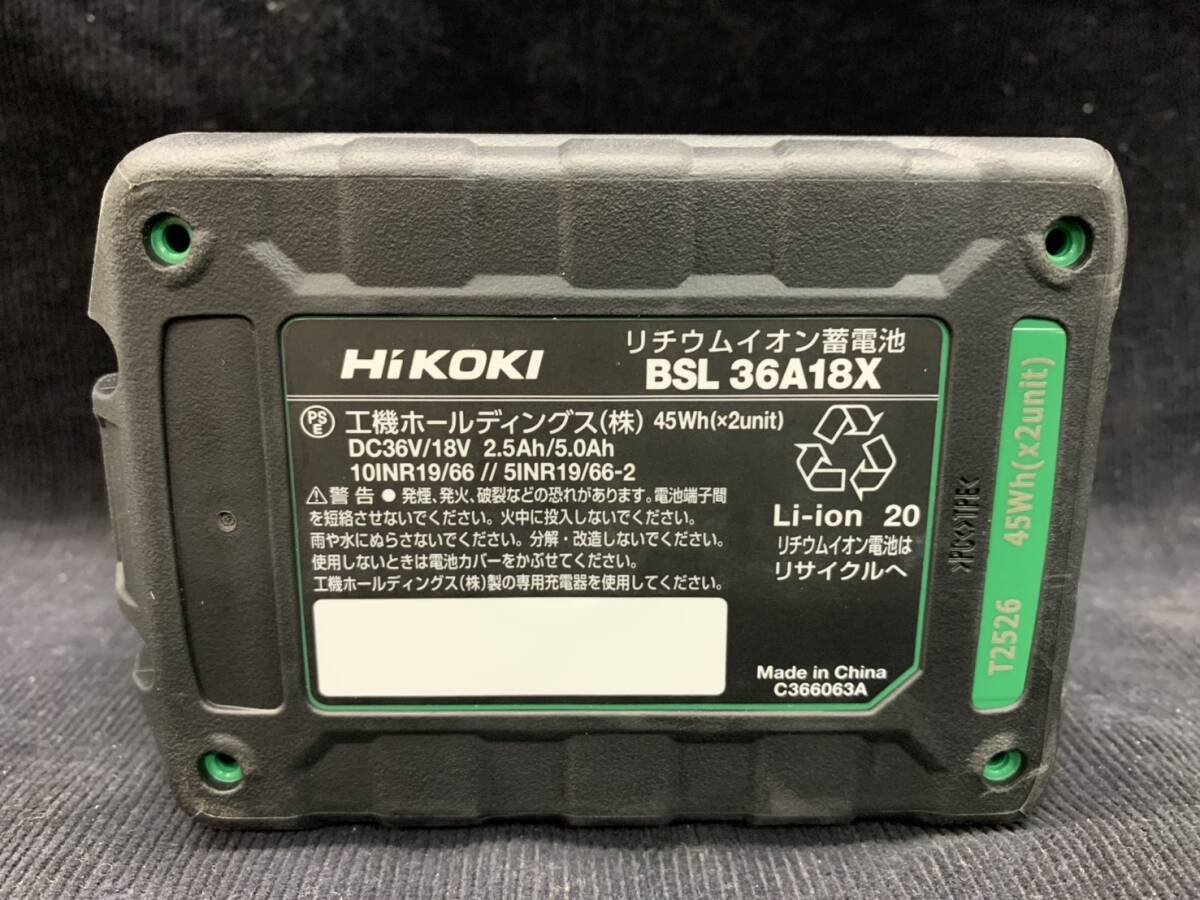 HiKOKI
リチウムイオン蓄電池
BSL 36A18X
PSE 工機ホールディングス(株) 45Wh(×2unit)
DC36V/18V 2.5Ah/5.0Ah
10INR19/66 // 5INR19/66-2
⚠警告 ● 発煙、発火、破裂などの恐れがあります。電池端子間
を短絡させないでください。火中に投入しないでください。
雨や水にぬらさないでください。分解・改造しないでください。
使用しないときは電池カバーをかぶせてください。
工機ホールディングス(株)製の専用充電器を使用してください。
Li-ion 20
リチウムイオン電池は
リサイクルへ
Made in China
C366063A
>PC<>TPE<
T2526 45Wh(x2unit)